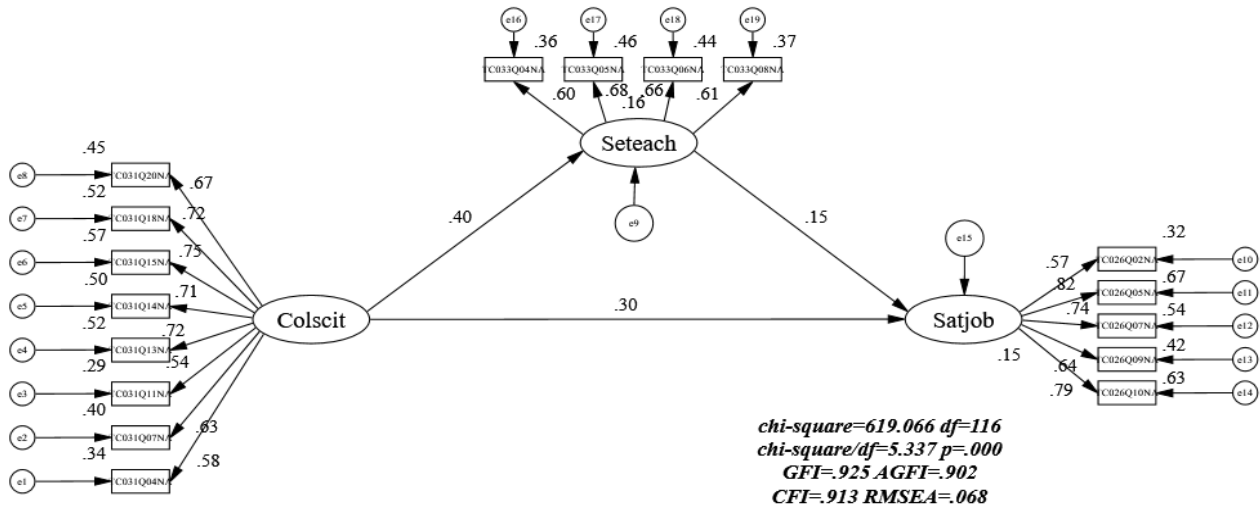 e16
e17
e18
e19
.36
.46
.44
.37
TC033Q04NA
TC033Q05NA
TC033Q06NA
TC033Q08NA
.60
.68
.66
.61
.16
Seteach
e9
.40
.15
.30
.45
e8
TC031Q20NA
.67
.52
e7
TC031Q18NA
.72
.57
e6
TC031Q15NA
.75
.50
e5
TC031Q14NA
.71
.52
e4
TC031Q13NA
.72
.29
e3
TC031Q11NA
.54
.40
e2
TC031Q07NA
.63
.34
e1
TC031Q04NA
.58
Colscit
e15
Satjob
.15
.32
.57
TC026Q02NA
e10
.67
.82
TC026Q05NA
e11
.54
.74
TC026Q07NA
e12
.42
.64
TC026Q09NA
e13
.63
.79
TC026Q10NA
e14
chi-square=619.066 df=116
chi-square/df=5.337 p=.000
GFI=.925 AGFI=.902
CFI=.913 RMSEA=.068